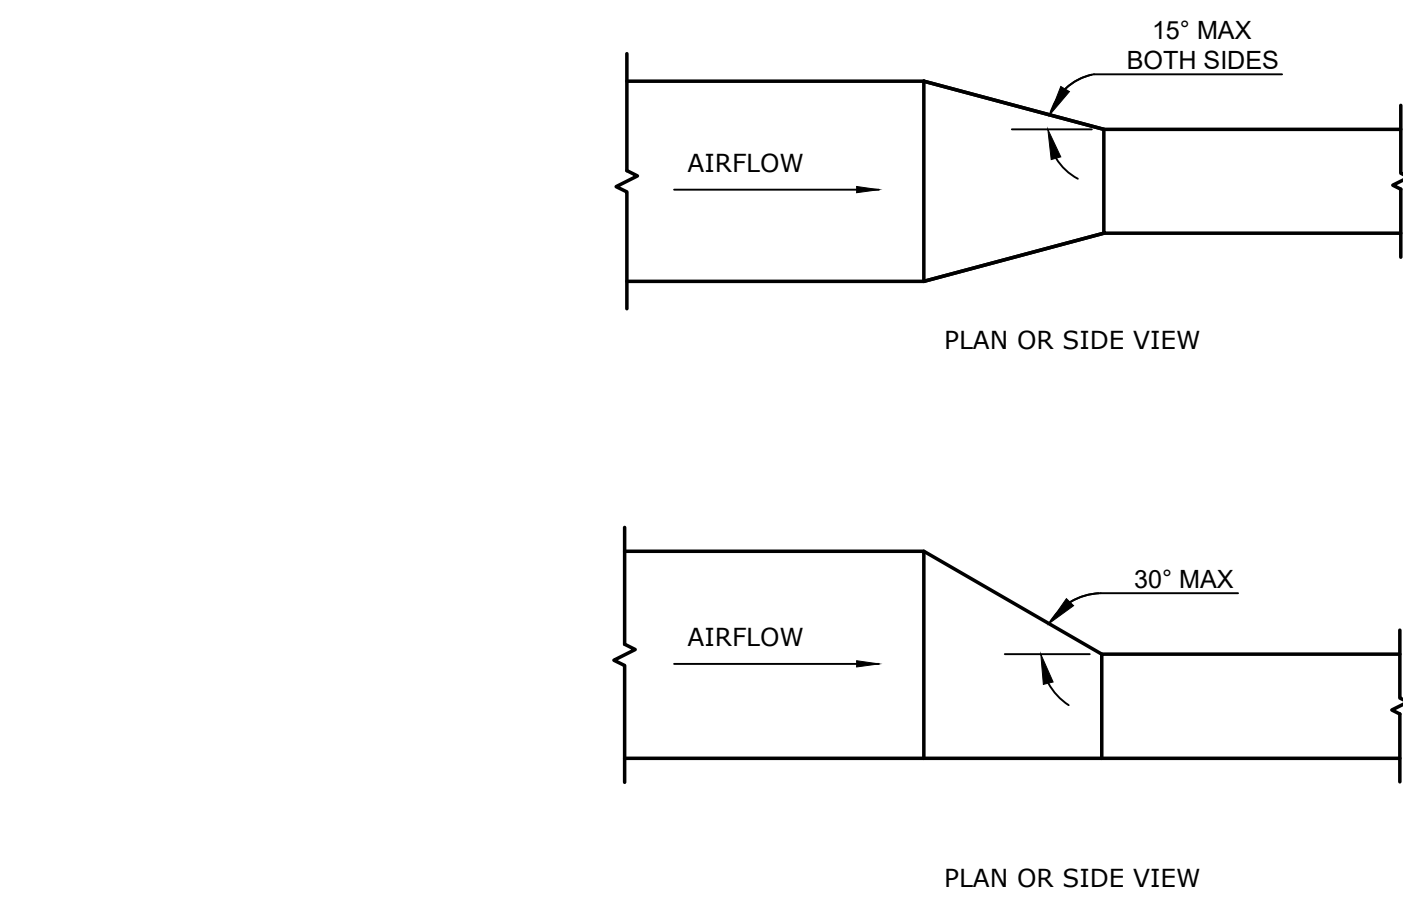 15° MAX
BOTH SIDES
AIRFLOW
PLAN OR SIDE VIEW
30° MAX
AIRFLOW
PLAN OR SIDE VIEW